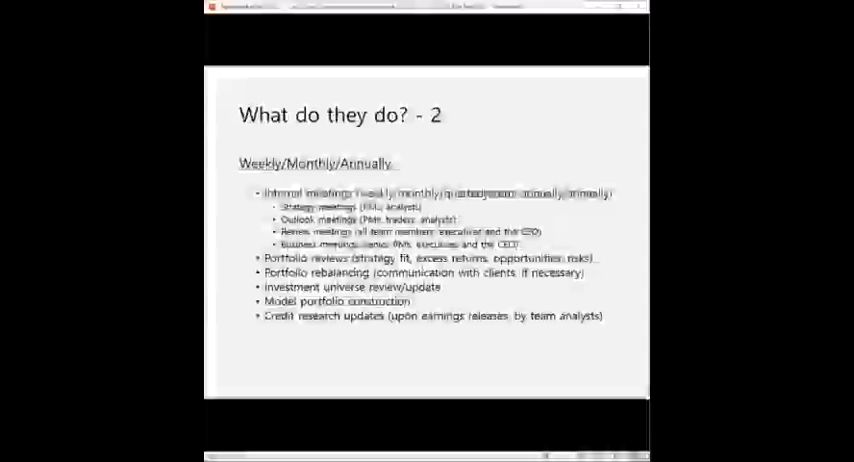 What do they do? - 2
Weekly/Monthly/Annually
• Internal meetings (weekly/monthly/quarterly/semi-annually/annually)
• Strategy meetings (PMs, analysts)
• Outlook meetings (PMs, traders, analysts)
• Review meetings (all team members, executives and the CEO)
• Business meetings (senior PMs, executives and the CEO)
• Portfolio reviews (strategy fit, excess returns, opportunities, risks)
• Portfolio rebalancing (communication with clients, if necessary)
• Investment universe review/update
• Model portfolio construction
• Credit research updates (upon earnings releases, by team analysts)